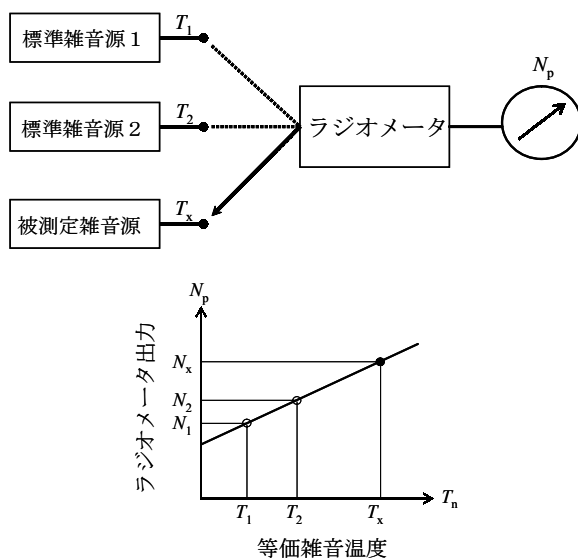 標準雑音源1
T1
標準雑音源2
T2
被測定雑音源
Tx
ラジオメータ
Np
Np
ラジオメータ出力
Nx
N2
N1
T1
T2
Tx
Tn
等価雑音温度